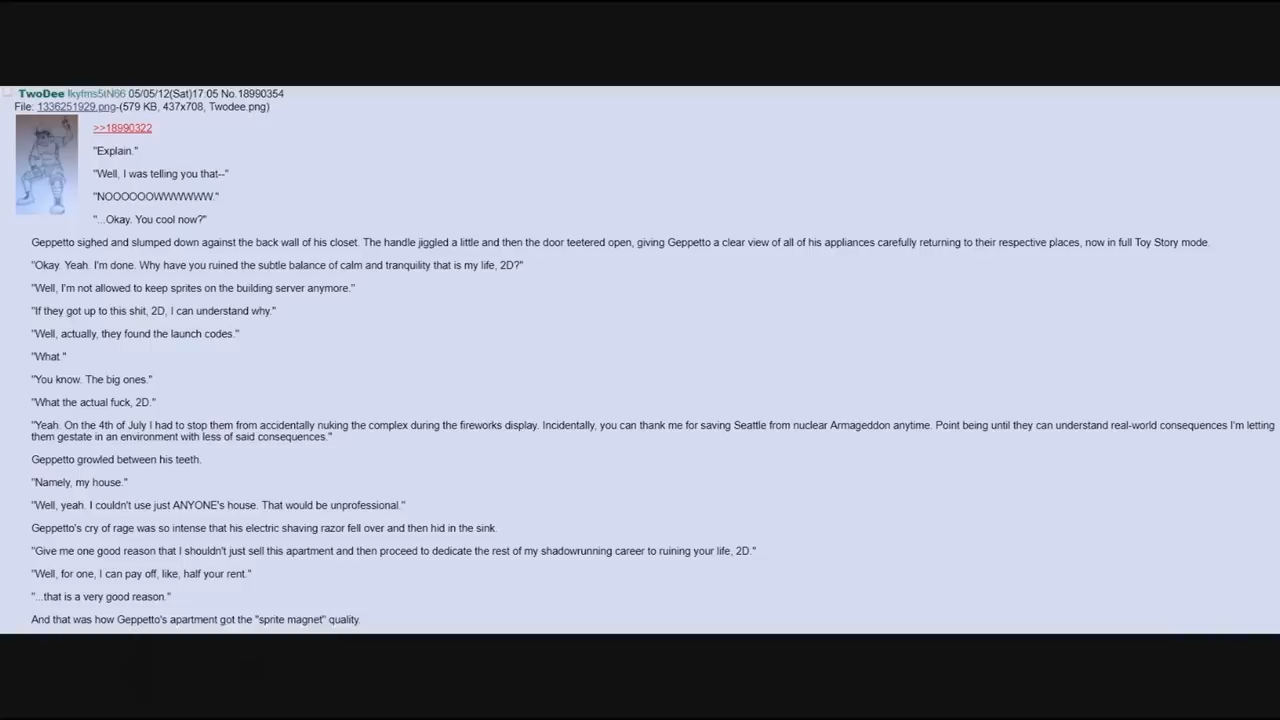 TwoDee !kyfms5tN66 05/05/12(Sat)17:05 No.18990354
File: 1336251929.png-(579 KB, 437x708, Twodee.png)
>>18990322
"Explain."
"Well, I was telling you that--"
"NOOOOOOWWWWWW."
"...Okay. You cool now?"
Geppetto sighed and slumped down against the back wall of his closet. The handle jiggled a little and then the door teetered open, giving Geppetto a clear view of all of his appliances carefully returning to their respective places, now in full Toy Story mode.
"Okay. Yeah. I'm done. Why have you ruined the subtle balance of calm and tranquility that is my life, 2D?"
"Well, I'm not allowed to keep sprites on the building server anymore."
"If they got up to this shit, 2D, I can understand why."
"Well, actually, they found the launch codes."
"What."
"You know. The big ones."
"What the actual fuck, 2D."
"Yeah. On the 4th of July I had to stop them from accidentally nuking the complex during the fireworks display. Incidentally, you can thank me for saving Seattle from nuclear Armageddon anytime. Point being until they can understand real-world consequences I'm letting
them gestate in an environment with less of said consequences."
Geppetto growled between his teeth.
"Namely, my house."
"Well, yeah. I couldn't use just ANYONE's house. That would be unprofessional."
Geppetto's cry of rage was so intense that his electric shaving razor fell over and then hid in the sink.
"Give me one good reason that I shouldn't just sell this apartment and then proceed to dedicate the rest of my shadowrunning career to ruining your life, 2D."
"Well, for one, I can pay off, like, half your rent."
"...that is a very good reason."
And that was how Geppetto's apartment got the "sprite magnet" quality.